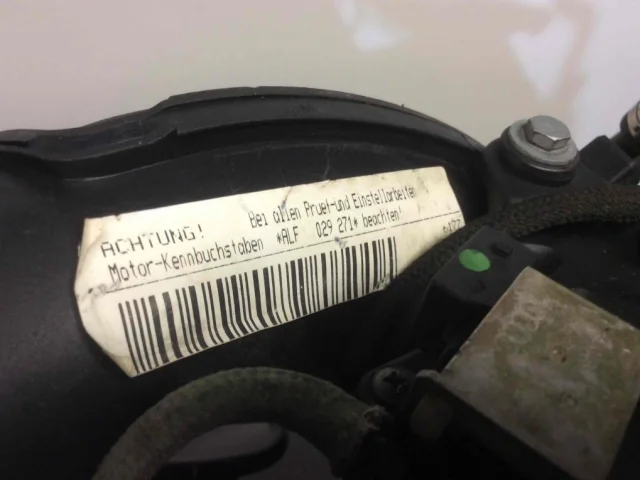 ACHTUNG! Bei allen Pruef-und Einstellarbeiten
Motor-Kennbuchstaben *ALF 029 271* beachten!